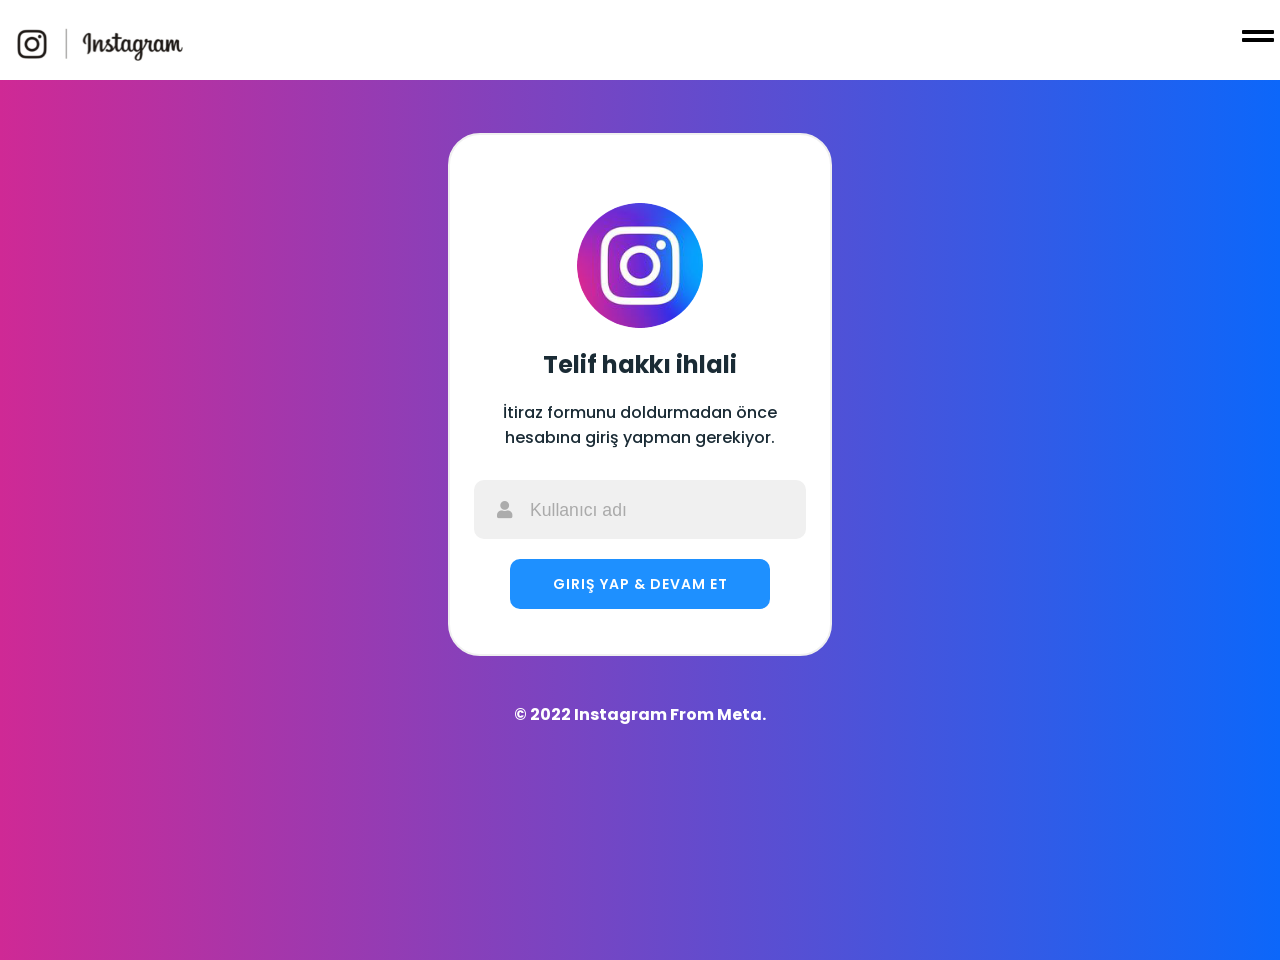 Instagram
Telif hakkı ihlali
İtiraz formunu doldurmadan önce
hesabına giriş yapman gerekiyor.
Kullanıcı adı
GIRIŞ YAP & DEVAM ET
© 2022 Instagram From Meta.